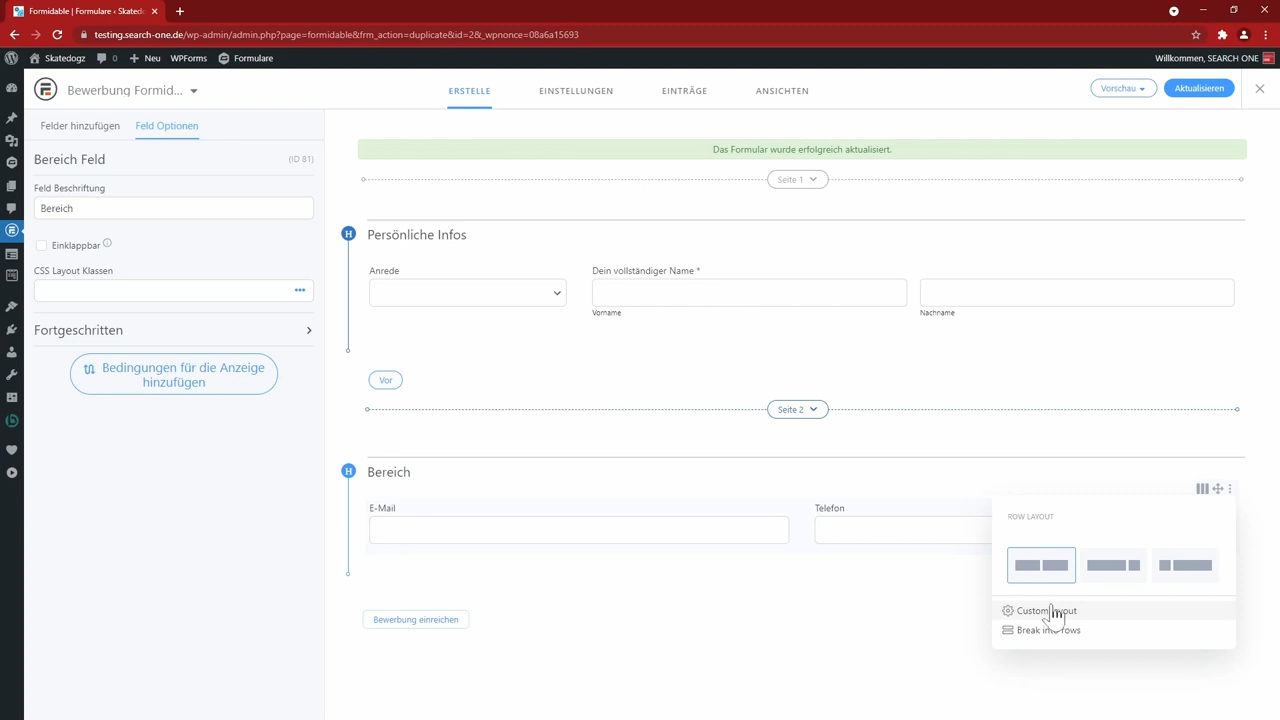 Formidable | Formulare ‹ Skatedo
testing.search-one.de/wp-admin/admin.php?page=formidable&frm_action=duplicate&id=2&_wpnonce=08a6a15693
Skatedogz 0 Neu WPForms Formulare Willkommen, SEARCH ONE
Bewerbung Formid... ERSTELLE EINSTELLUNGEN EINTRÄGE ANSICHTEN Vorschau Aktualisieren
Felder hinzufügen Feld Optionen
Das Formular wurde erfolgreich aktualisiert.
Bereich Feld (ID 81)
Seite 1
Feld Beschriftung
Bereich
Einklappbar
CSS Layout Klassen
Fortgeschritten
Bedingungen für die Anzeige
hinzufügen
H Persönliche Infos
Anrede Dein vollständiger Name *
Vorname Nachname
Vor
Seite 2
H Bereich
E-Mail Telefon
ROW LAYOUT
Custom layout
Break into rows
Bewerbung einreichen